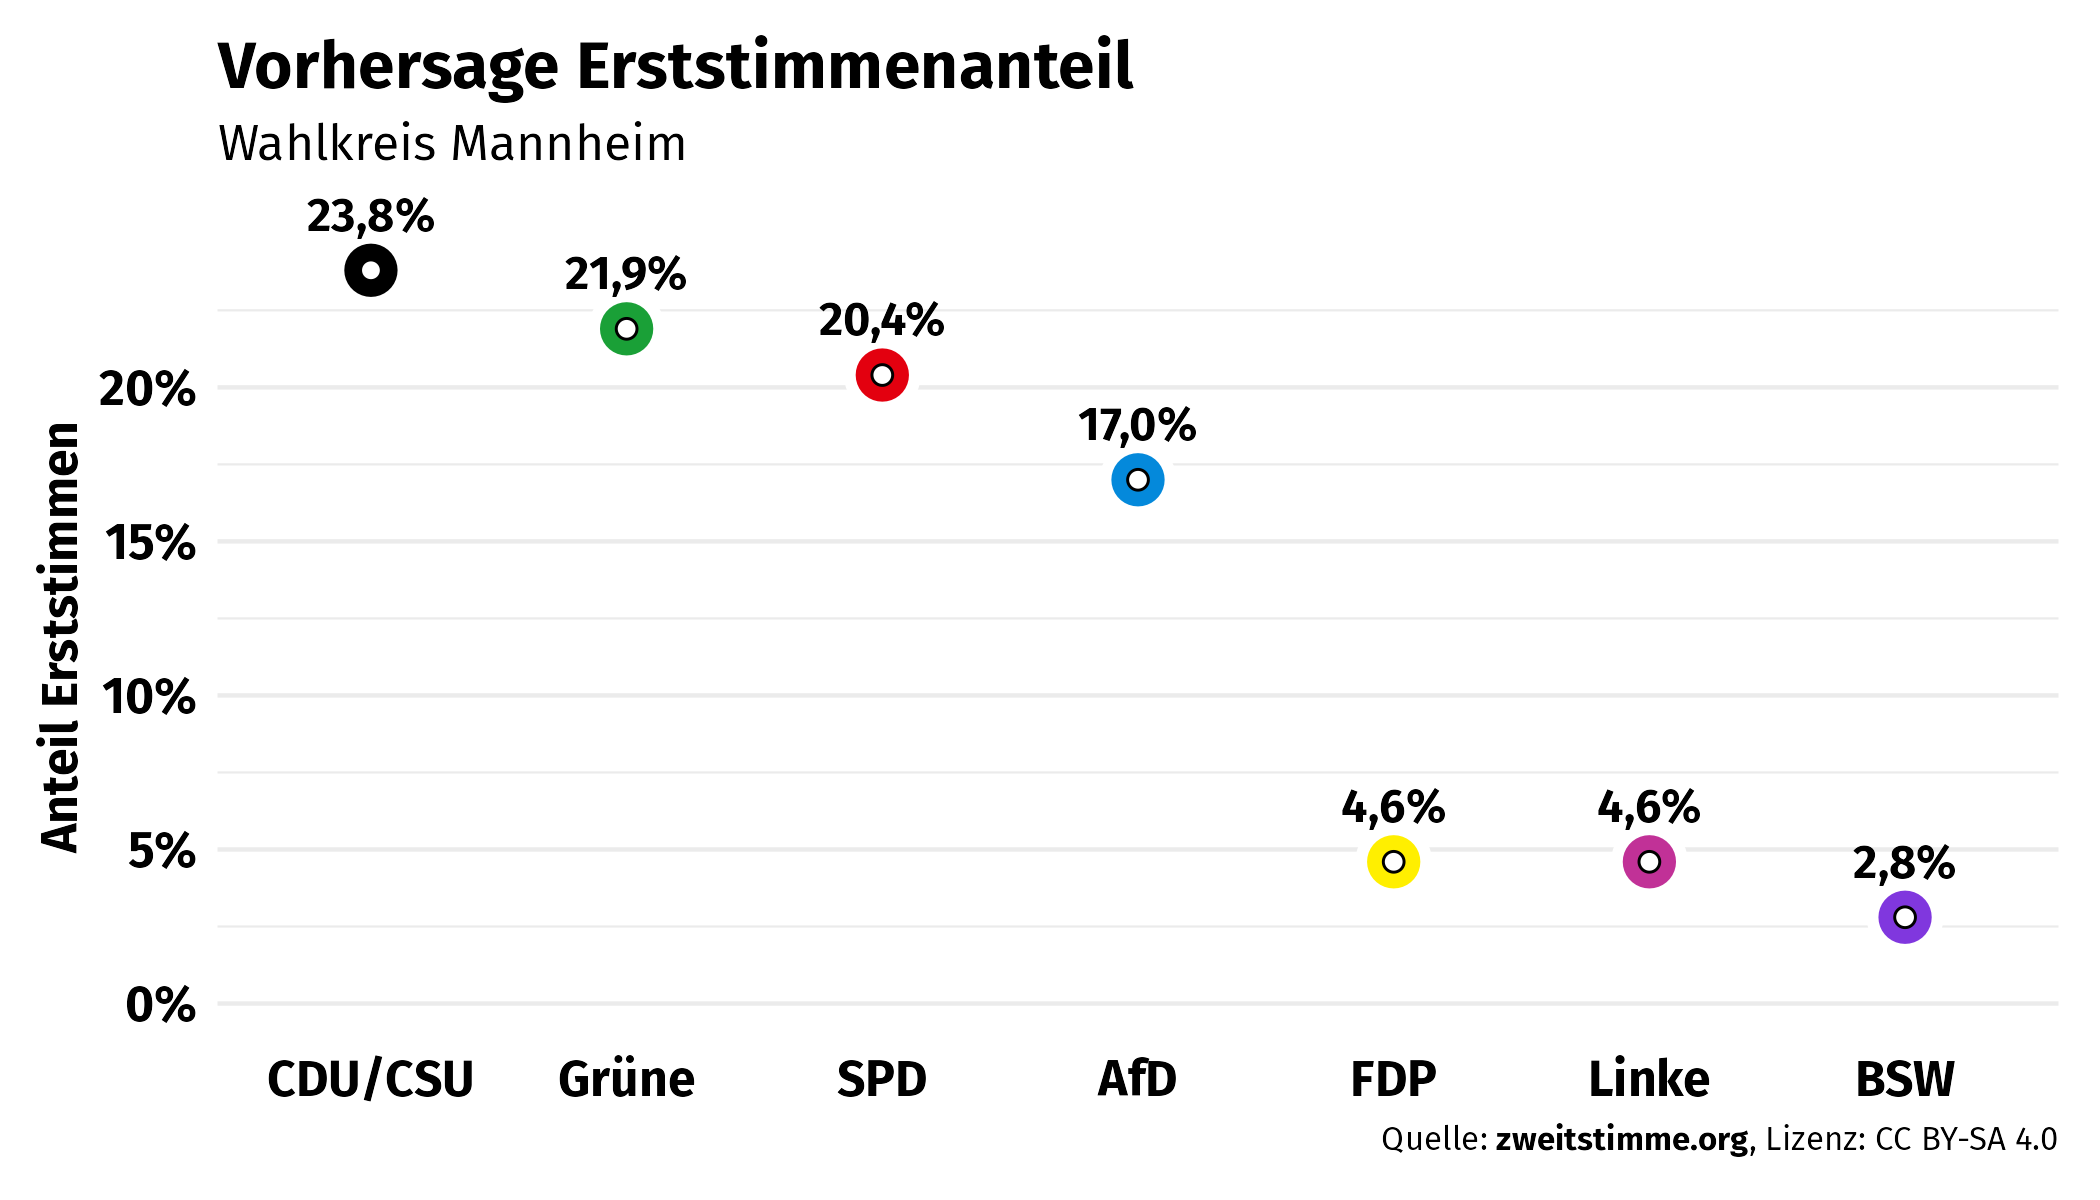 Vorhersage Erststimmenanteil
Wahlkreis Mannheim
23,8%
21,9%
20,4%
17,0%
4,6%
4,6%
2,8%
Anteil Erststimmen
20%
15%
10%
5%
0%
CDU/CSU Grüne SPD AfD FDP Linke BSW
Quelle: zweitstimme.org, Lizenz: CC BY-SA 4.0